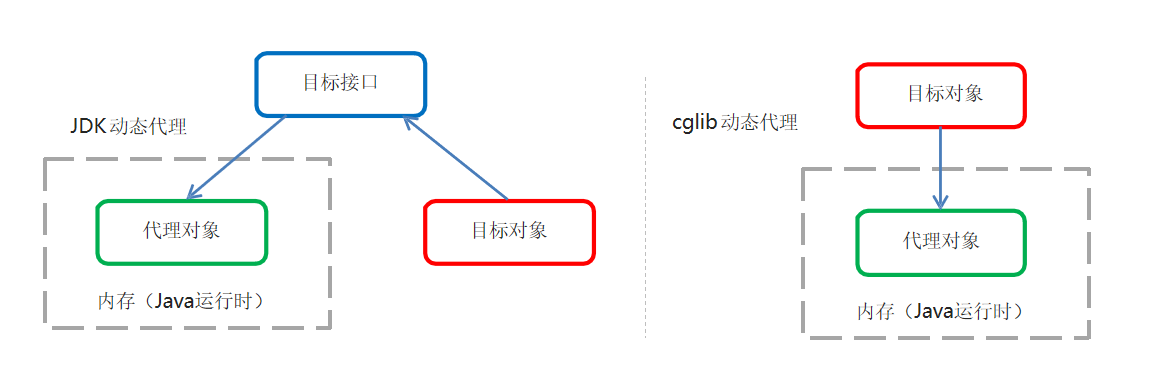 目标接口
JDK动态代理
代理对象
目标对象
内存（Java运行时）
目标对象
cglib动态代理
代理对象
内存（Java运行时）